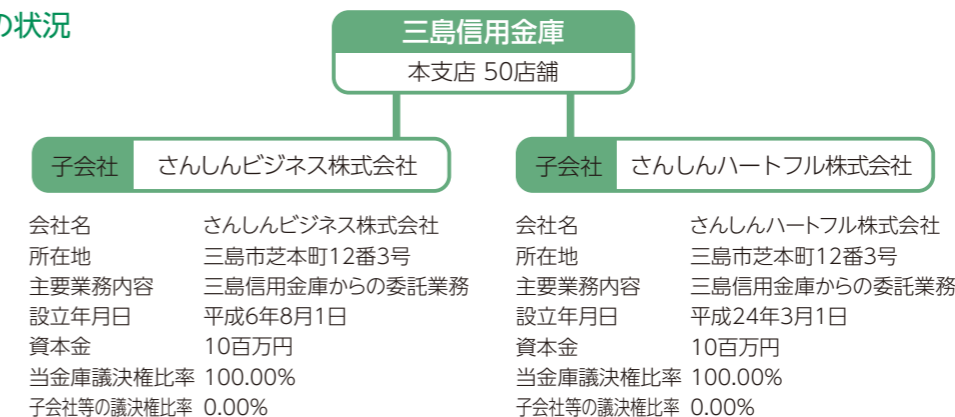 の状況
三島信用金庫
本支店 50店舗
子会社 さんしんビジネス株式会社
会社名 さんしんビジネス株式会社
所在地 三島市芝本町12番3号
主要業務内容 三島信用金庫からの委託業務
設立年月日 平成6年8月1日
資本金 10百万円
当金庫議決権比率 100.00%
子会社等の議決権比率 0.00%
子会社 さんしんハートフル株式会社
会社名 さんしんハートフル株式会社
所在地 三島市芝本町12番3号
主要業務内容 三島信用金庫からの委託業務
設立年月日 平成24年3月1日
資本金 10百万円
当金庫議決権比率 100.00%
子会社等の議決権比率 0.00%